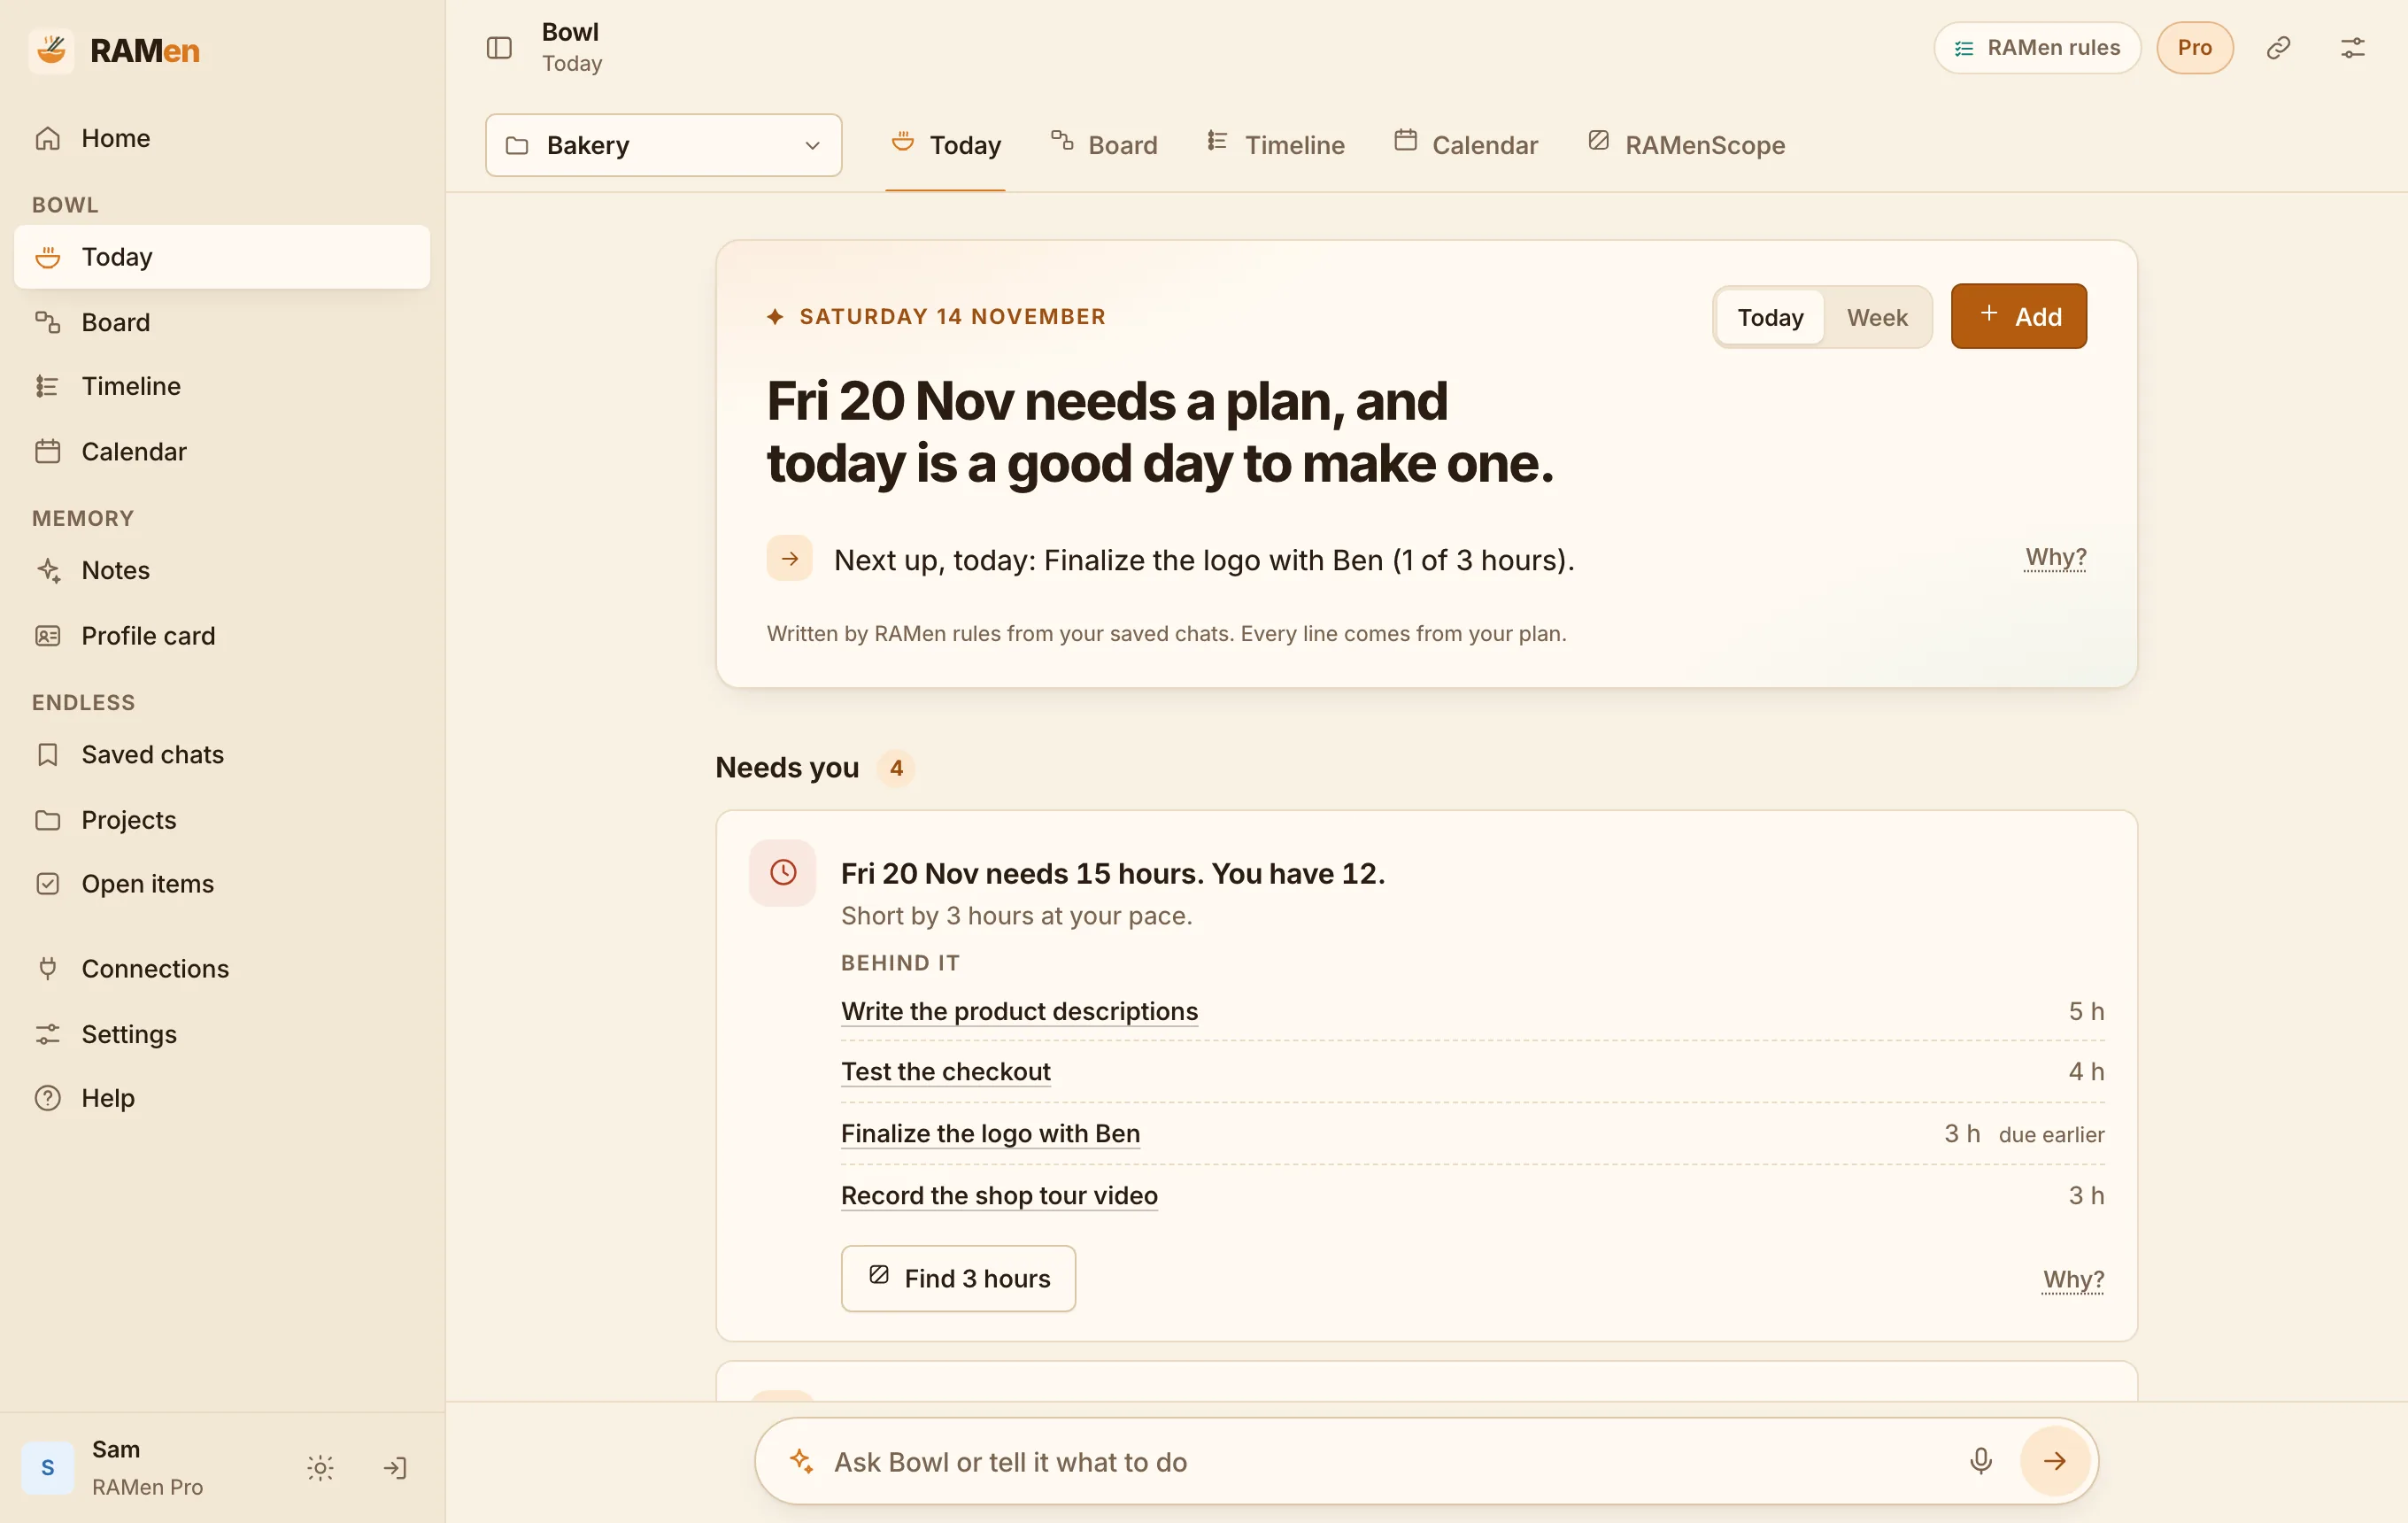 RAMen
Home
BOWL
Today
Board
Timeline
Calendar
MEMORY
Notes
Profile card
ENDLESS
Saved chats
Projects
Open items
Connections
Settings
Help
S
Sam
RAMen Pro
Bowl
Today
RAMen rules
Pro
Bakery
Today
Board
Timeline
Calendar
RAMenScope
SATURDAY 14 NOVEMBER
Today
Week
+ Add
Fri 20 Nov needs a plan, and
today is a good day to make one.
Next up, today: Finalize the logo with Ben (1 of 3 hours).
Why?
Written by RAMen rules from your saved chats. Every line comes from your plan.
Needs you 4
Fri 20 Nov needs 15 hours. You have 12.
Short by 3 hours at your pace.
BEHIND IT
Write the product descriptions 5 h
Test the checkout 4 h
Finalize the logo with Ben 3 h due earlier
Record the shop tour video 3 h
Find 3 hours
Why?
Ask Bowl or tell it what to do